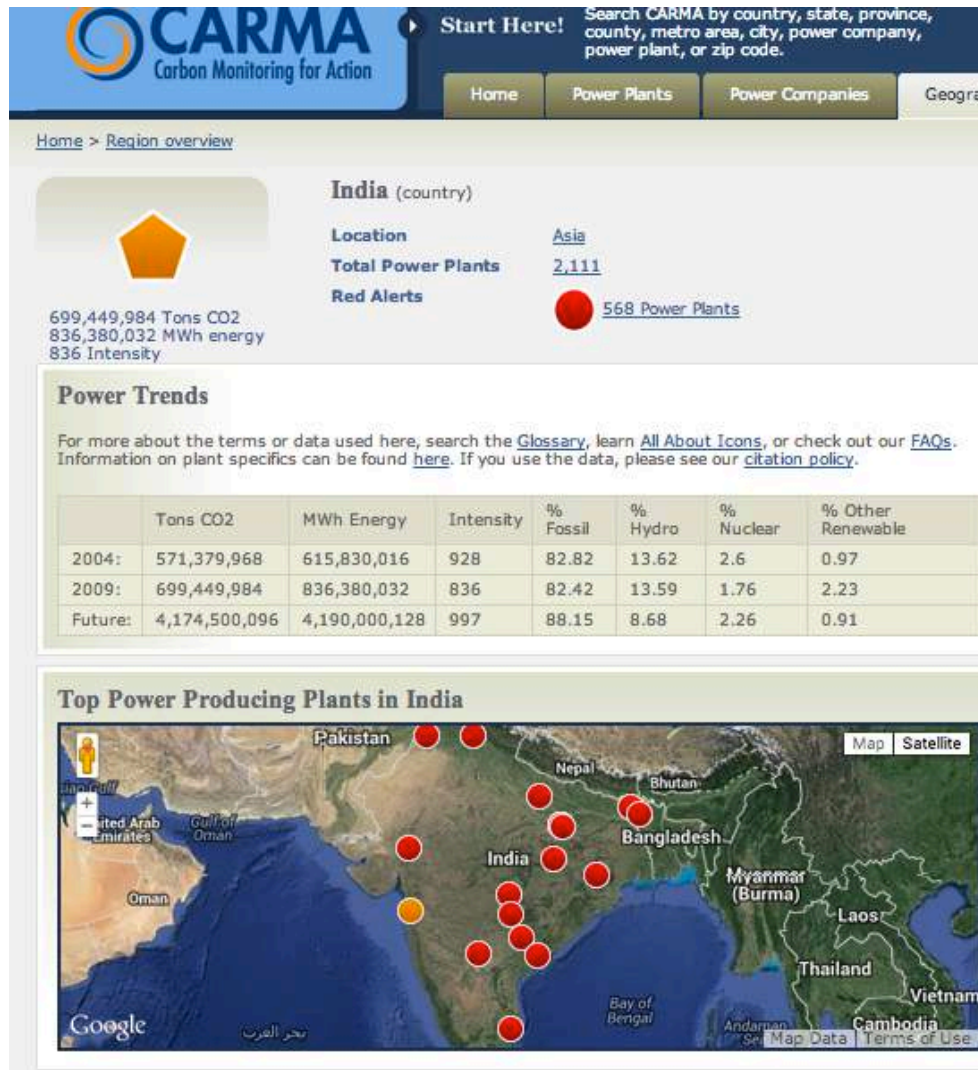 CARMA
Carbon Monitoring for Action
Start Here!
Search CARMA by country, state, province,
county, metro area, city, power company,
power plant, or zip code.
Home Power Plants Power Companies Geogra
Home > Region overview
India (country)
Location Asia
Total Power Plants 2,111
Red Alerts 568 Power Plants
699,449,984 Tons CO2
836,380,032 MWh energy
836 Intensity
Power Trends
For more about the terms or data used here, search the Glossary, learn All About Icons, or check out our FAQs.
Information on plant specifics can be found here. If you use the data, please see our citation policy.
Tons CO2 MWh Energy Intensity % Fossil % Hydro % Nuclear % Other Renewable
2004: 571,379,968 615,830,016 928 82.82 13.62 2.6 0.97
2009: 699,449,984 836,380,032 836 82.42 13.59 1.76 2.23
Future: 4,174,500,096 4,190,000,128 997 88.15 8.68 2.26 0.91
Top Power Producing Plants in India
Pakistan
Map Satellite
Nepal
Bhutan
+
−
ited Arab
Emirates
Gulf of
Oman
Bangladesh
India
Myanmar
(Burma)
Oman
Laos
Thailand
Vietnam
Bay of
Bengal
Andaman
Cambodia
Google
بحر العرب
Map Data Terms of Use